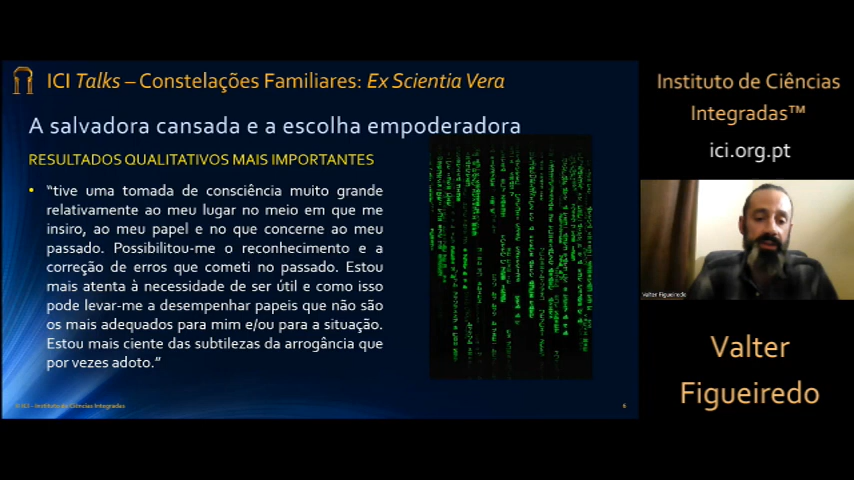 ICI Talks – Constelações Familiares: Ex Scientia Vera
A salvadora cansada e a escolha empoderadora
RESULTADOS QUALITATIVOS MAIS IMPORTANTES
• “tive uma tomada de consciência muito grande
relativamente ao meu lugar no meio em que me
insiro, ao meu papel e no que concerne ao meu
passado. Possibilitou-me o reconhecimento e a
correção de erros que cometi no passado. Estou
mais atenta à necessidade de ser útil e como isso
pode levar-me a desempenhar papeis que não são
os mais adequados para mim e/ou para a situação.
Estou mais ciente das subtilezas da arrogância que
por vezes adoto.”
© ICI - Instituto de Ciências Integradas
6
Instituto de Ciências
Integradas™
ici.org.pt
Valter Figueiredo
Valter
Figueiredo